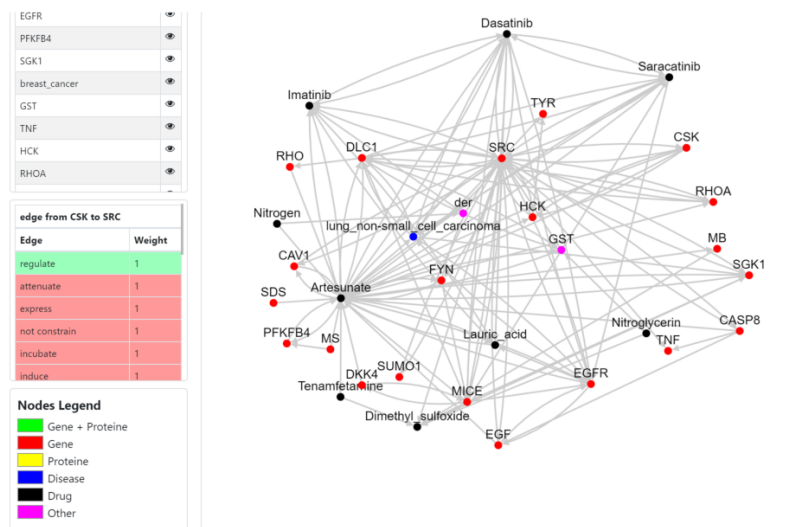 EGFR
PFKFB4
SGK1
breast_cancer
GST
TNF
HCK
RHOA
edge from CSK to SRC
Edge Weight
regulate 1
attenuate 1
express 1
not constrain 1
incubate 1
induce 1
Nodes Legend
Gene + Proteine
Gene
Proteine
Disease
Drug
Other
Dasatinib
Saracatinib
Imatinib
TYR
CSK
DLC1
SRC
RHO
RHOA
der
HCK
Nitrogen
lung_non-small_cell_carcinoma
GST
MB
CAV1
FYN
SGK1
Artesunate
SDS
Nitroglycerin
CASP8
PFKFB4
MS
Lauric_acid
TNF
SUMO1
DKK4
EGFR
Tenamfetamine
MICE
Dimethyl_sulfoxide
EGF